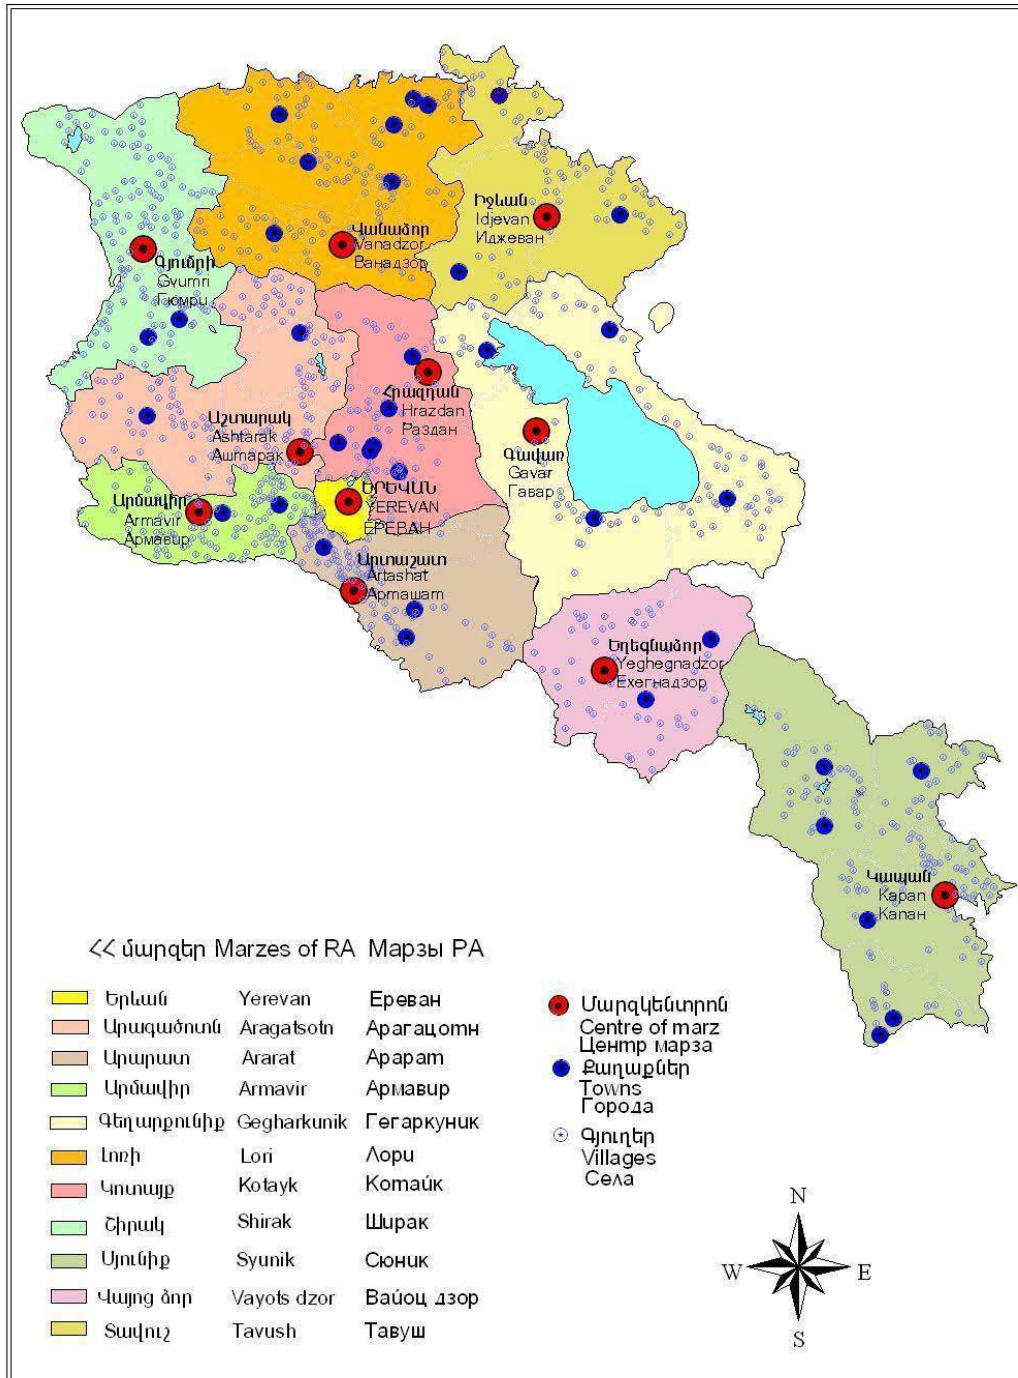 Իջևան
Idjevan
Иджеван
Վանաձոր
Vanadzor
Ванадзор
Գյումրի
Gyumri
Гюмри
Հրազդան
Hrazdan
Раздан
Աշտարակ
Ashtarak
Аштарак
Գավառ
Gavar
Гавар
ԵՐԵՎԱՆ
YEREVAN
ЕРЕВАН
Արմավիր
Armavir
Армавир
Արտաշատ
Artashat
Арташат
Եղեգնաձոր
Yeghegnadzor
Ехегнадзор
Կապան
Kapan
Капан
ՀՀ մարզեր Marzes of RA Марзы РА
Երևան Yerevan Ереван
Արագածոտն Aragatsotn Арагацотн
Արարատ Ararat Арарат
Արմավիր Armavir Армавир
Գեղարքունիք Gegharkunik Гегаркуник
Լոռի Lori Лори
Կոտայք Kotayk Котайк
Շիրակ Shirak Ширак
Սյունիք Syunik Сюник
Վայոց ձոր Vayots dzor Вайоц дзор
Տավուշ Tavush Тавуш
Մարզկենտրոն
Centre of marz
Центр марза
Քաղաքներ
Towns
Города
Գյուղեր
Villages
Села
N
W E
S